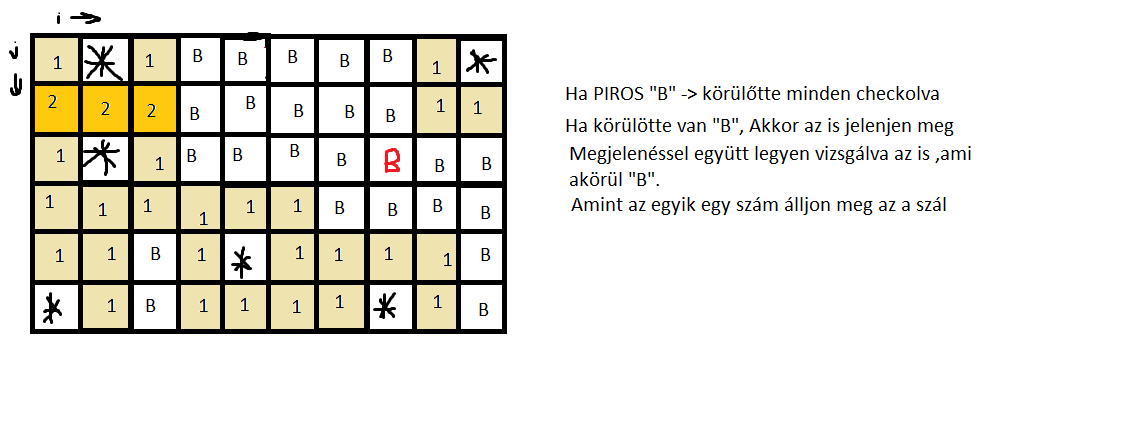 i
j
1 * 1 B B B B B 1 *
2 2 2 B B B B B 1 1
1 * 1 B B B B B B B
1 1 1 1 1 1 B B B B
1 1 B 1 * 1 1 1 1 B
* 1 B 1 1 1 1 * 1 B
Ha PIROS "B" -> körülőtte minden checkolva
Ha körülötte van "B", Akkor az is jelenjen meg
Megjelenéssel együtt legyen vizsgálva az is ,ami
akörül "B".
Amint az egyik egy szám álljon meg az a szál